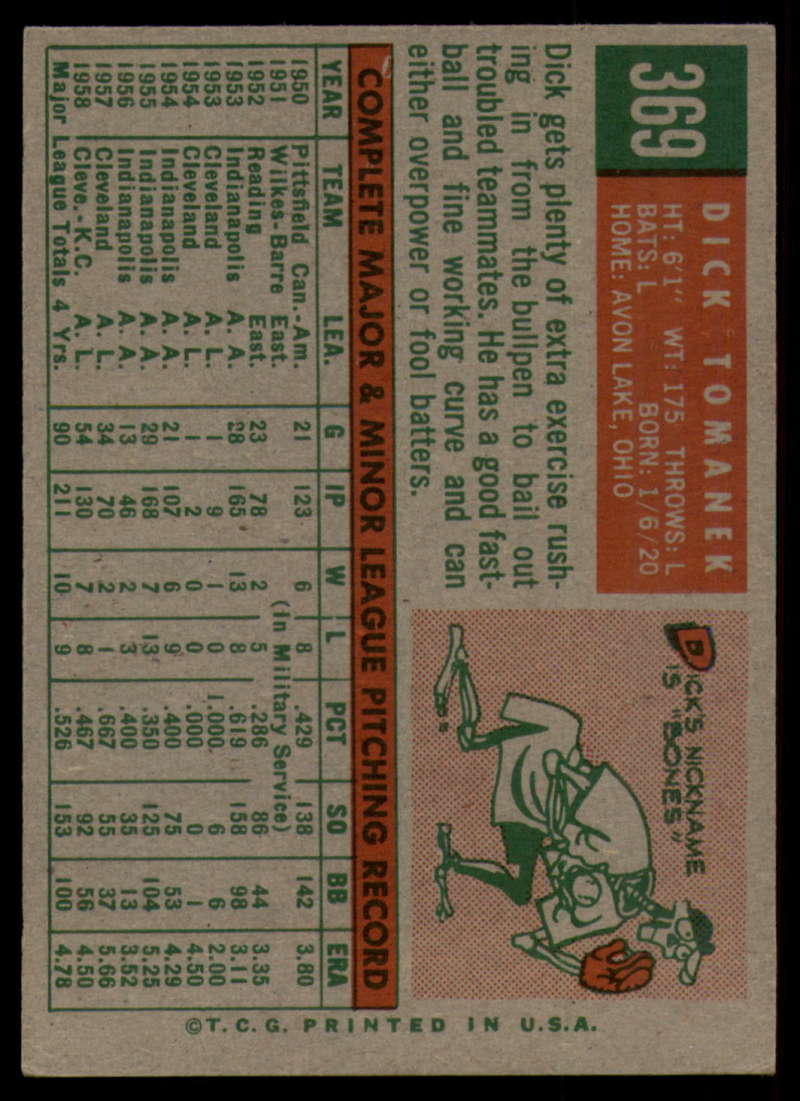 369
DICK TOMANEK
HT: 6'1" WT: 175 THROWS: L
BATS: L BORN: 1/6/20
HOME: AVON LAKE, OHIO
Dick gets plenty of extra exercise rush-
ing in from the bullpen to bail out
troubled teammates. He has a good fast-
ball and fine working curve and can
either overpower or fool batters.
DICK'S NICKNAME
IS "BONES"
COMPLETE MAJOR & MINOR LEAGUE PITCHING RECORD
YEAR TEAM LEA. G IP W L PCT SO BB ERA
1950 Pittsfield Can.-Am. 21 123 6 8 .429 138 142 3.80
1951 Wilkes-Barre East. (In Military Service)
1952 Reading East. 23 78 2 5 .286 86 44 3.35
1953 Indianapolis A. A. 28 165 13 8 .619 158 98 3.11
1953 Cleveland A. L. 1 9 1 0 1.000 6 6 2.00
1954 Cleveland A. L. 1 2 0 0 .000 0 1 4.50
1954 Indianapolis A. A. 21 107 6 9 .400 75 53 4.29
1955 Indianapolis A. A. 29 168 7 13 .350 125 104 5.25
1956 Indianapolis A. A. 13 46 2 3 .400 35 13 3.52
1957 Cleveland A. L. 34 70 2 1 .667 55 37 5.66
1958 Cleve.-K.C. A. L. 54 130 7 8 .467 92 56 4.50
Major League Totals 4 Yrs. 90 211 10 9 .526 153 100 4.78
©T.C.G. PRINTED IN U.S.A.